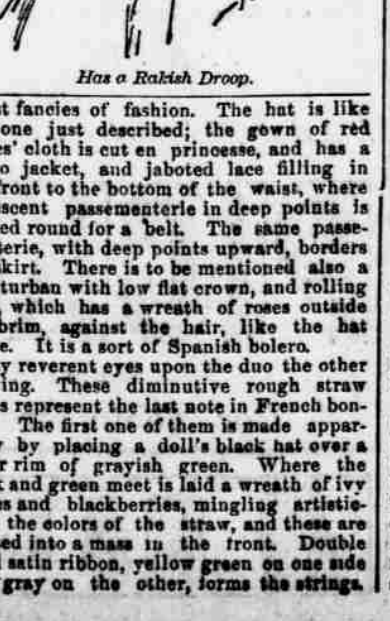 Has a Rakish Droop.
t fancies of fashion. The hat is like
one just described; the gown of red
es' cloth is cut en princesse, and has a
o jacket, and jaboted lace filling in
front to the bottom of the waist, where
scent passementerie in deep points is
ed round for a belt. The same passe-
erie, with deep points upward, borders
kirt. There is to be mentioned also a
turban with low flat crown, and rolling
, which has a wreath of roses outside
brim, against the hair, like the hat
e. It is a sort of Spanish bolero.
y reverent eyes upon the duo the other
ing. These diminutive rough straw
s represent the last note in French bon-
The first one of them is made appar-
y by placing a doll's black hat over a
r rim of grayish green. Where the
k and green meet is laid a wreath of ivy
es and blackberries, mingling artistic-
the colors of the straw, and these are
ed into a mass in the front. Double
satin ribbon, yellow green on one side
gray on the other, forms the strings.